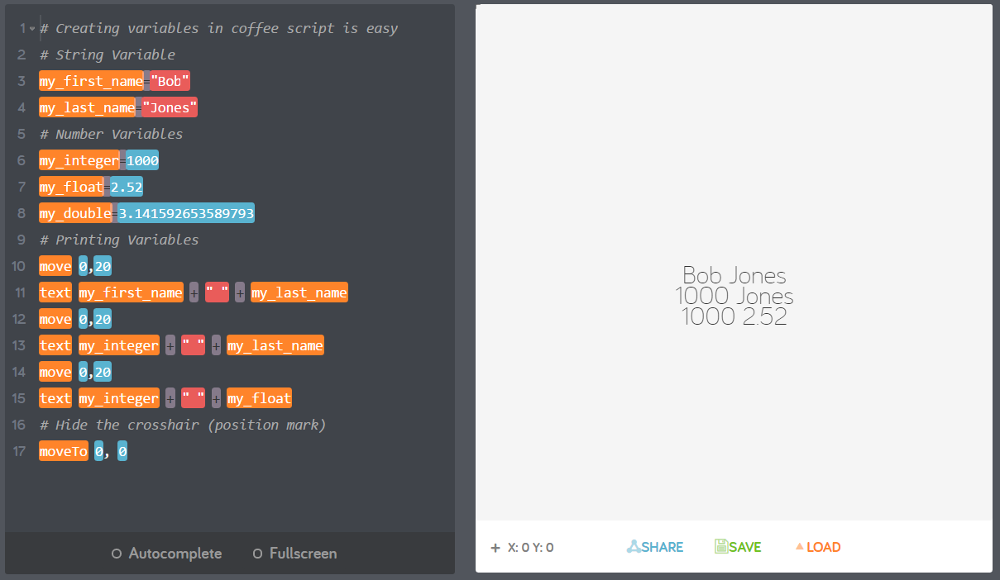 1 # Creating variables in coffee script is easy
2 # String Variable
3 my_first_name="Bob"
4 my_last_name="Jones"
5 # Number Variables
6 my_integer=1000
7 my_float=2.52
8 my_double=3.141592653589793
9 # Printing Variables
10 move 0,20
11 text my_first_name + " " + my_last_name
12 move 0,20
13 text my_integer + " " + my_last_name
14 move 0,20
15 text my_integer + " " + my_float
16 # Hide the crosshair (position mark)
17 moveTo 0, 0
Autocomplete Fullscreen
Bob Jones
1000 Jones
1000 2.52
X: 0 Y: 0 SHARE SAVE LOAD